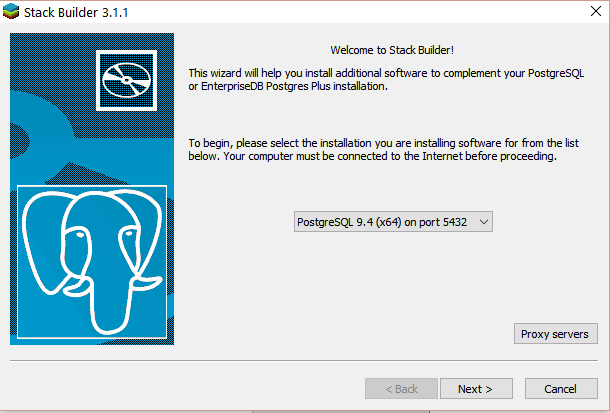 Stack Builder 3.1.1
Welcome to Stack Builder!
This wizard will help you install additional software to complement your PostgreSQL
or EnterpriseDB Postgres Plus installation.
To begin, please select the installation you are installing software for from the list
below. Your computer must be connected to the Internet before proceeding.
PostgreSQL 9.4 (x64) on port 5432
Proxy servers
< Back
Next >
Cancel